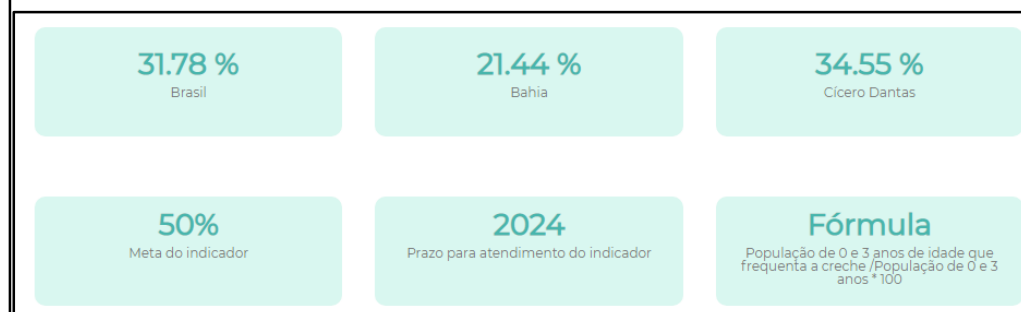 31.78 %
Brasil
21.44 %
Bahia
34.55 %
Cícero Dantas
50%
Meta do indicador
2024
Prazo para atendimento do indicador
Fórmula
População de 0 e 3 anos de idade que
frequenta a creche /População de 0 e 3
anos * 100